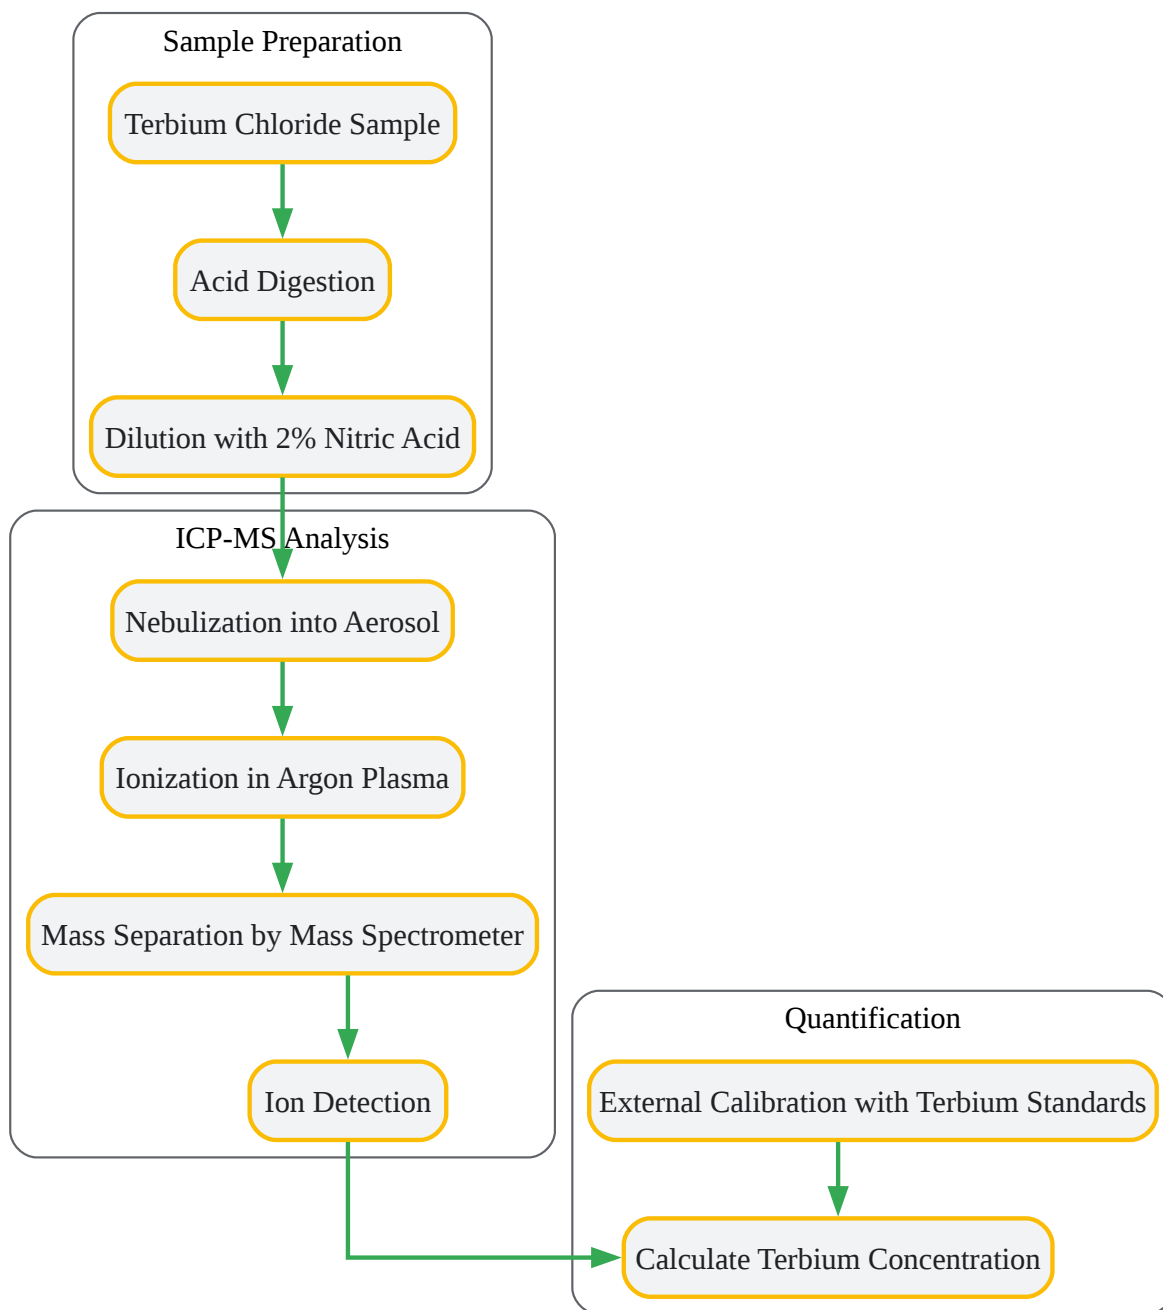 Sample Preparation
Terbium Chloride Sample
Acid Digestion
Dilution with 2% Nitric Acid
ICP-MS Analysis
Nebulization into Aerosol
Ionization in Argon Plasma
Mass Separation by Mass Spectrometer
Ion Detection
Quantification
External Calibration with Terbium Standards
Calculate Terbium Concentration